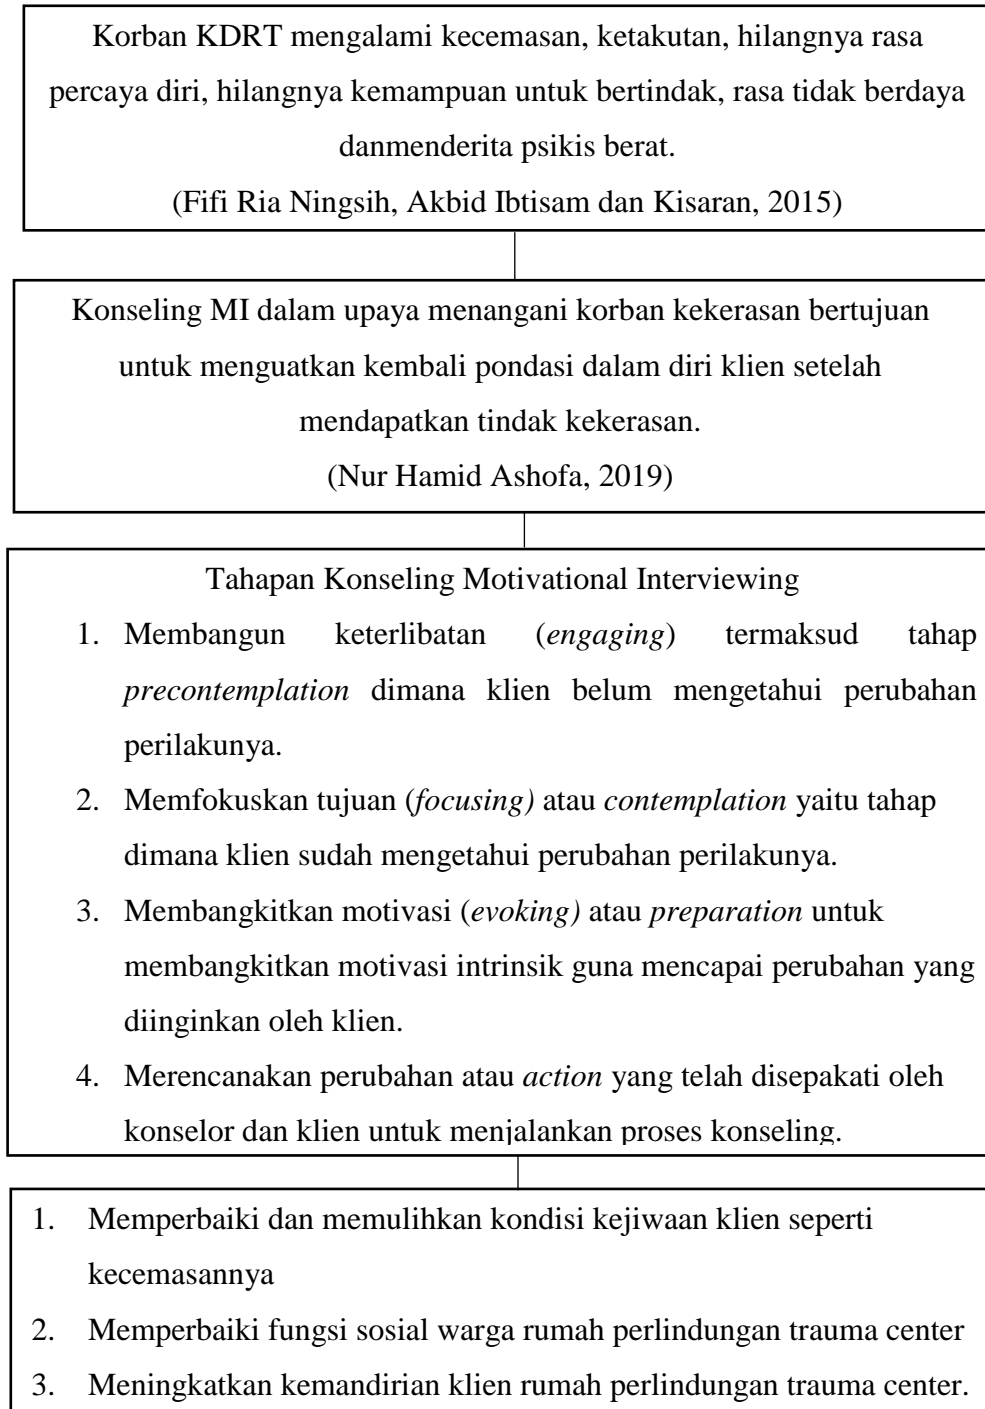 Korban KDRT mengalami kecemasan, ketakutan, hilangnya rasa
percaya diri, hilangnya kemampuan untuk bertindak, rasa tidak berdaya
danmenderita psikis berat.
(Fifi Ria Ningsih, Akbid Ibtisam dan Kisaran, 2015)
Konseling MI dalam upaya menangani korban kekerasan bertujuan
untuk menguatkan kembali pondasi dalam diri klien setelah
mendapatkan tindak kekerasan.
(Nur Hamid Ashofa, 2019)
Tahapan Konseling Motivational Interviewing
1. Membangun keterlibatan (engaging) termaksud tahap
precontemplation dimana klien belum mengetahui perubahan
perilakunya.
2. Memfokuskan tujuan (focusing) atau contemplation yaitu tahap
dimana klien sudah mengetahui perubahan perilakunya.
3. Membangkitkan motivasi (evoking) atau preparation untuk
membangkitkan motivasi intrinsik guna mencapai perubahan yang
diinginkan oleh klien.
4. Merencanakan perubahan atau action yang telah disepakati oleh
konselor dan klien untuk menjalankan proses konseling.
1. Memperbaiki dan memulihkan kondisi kejiwaan klien seperti
kecemasannya
2. Memperbaiki fungsi sosial warga rumah perlindungan trauma center
3. Meningkatkan kemandirian klien rumah perlindungan trauma center.